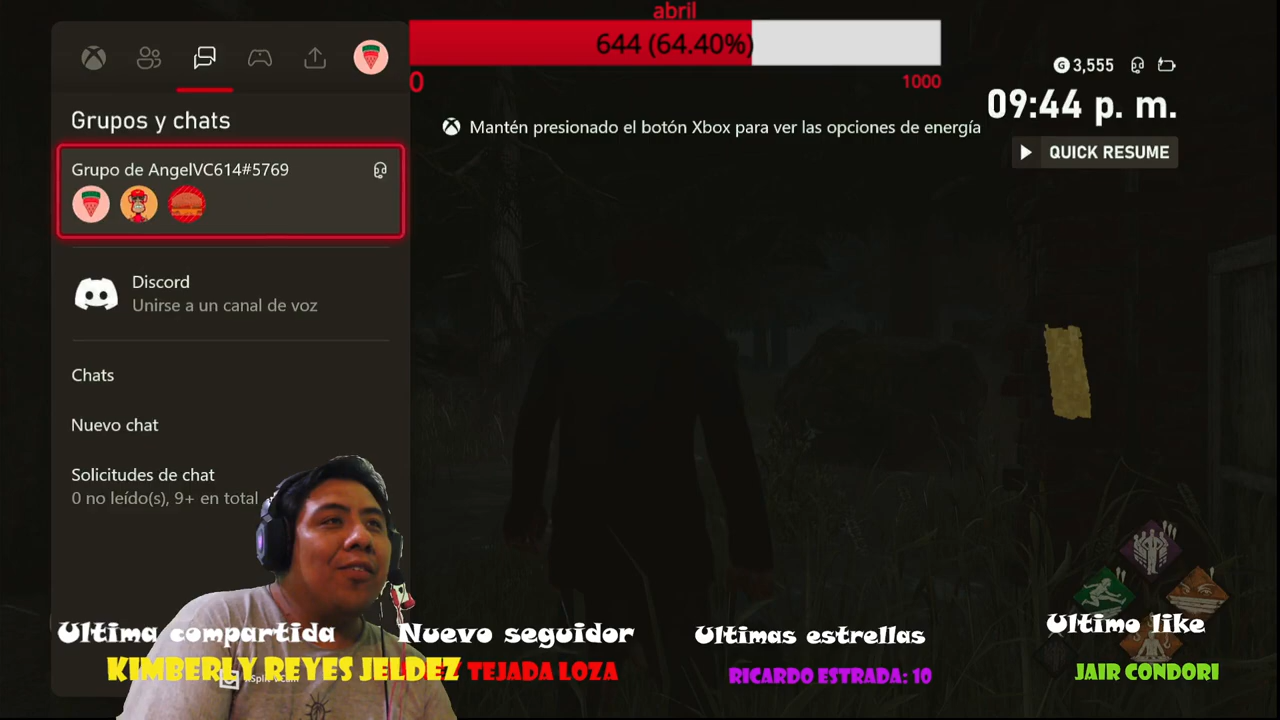 abril
644 (64.40%)
0
1000
G 3,555
09:44 p. m.
Mantén presionado el botón Xbox para ver las opciones de energía
QUICK RESUME
Grupos y chats
Grupo de AngelVC614#5769
Discord
Unirse a un canal de voz
Chats
Nuevo chat
Solicitudes de chat
0 no leído(s), 9+ en total
Ultima compartida
KIMBERLY REYES JELDEZ
Nuevo seguidor
TEJADA LOZA
Ultimas estrellas
RICARDO ESTRADA: 10
Ultimo like
JAIR CONDORI